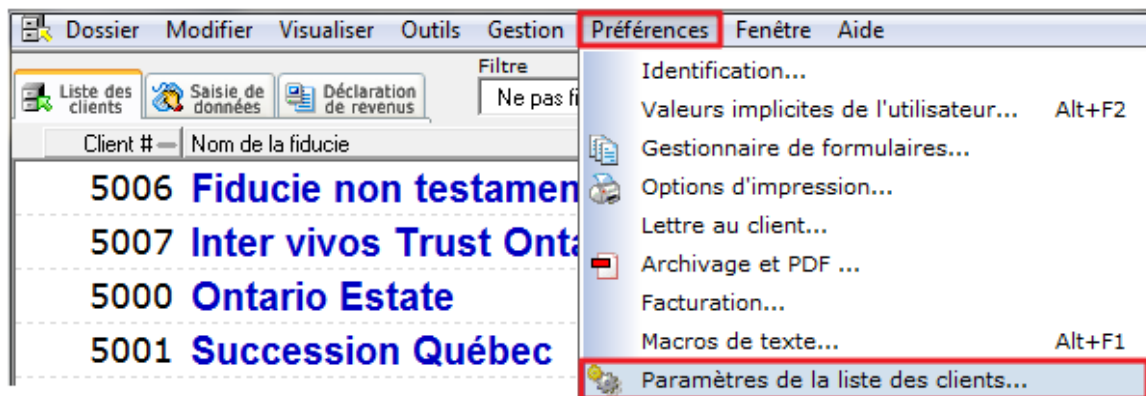 Dossier Modifier Visualiser Outils Gestion Préférences Fenêtre Aide
Liste des clients
Saisie de données
Déclaration de revenus
Filtre
Ne pas
Client # Nom de la fiducie
5006 Fiducie non
5007 Inter vivos Trust
5000 Ontario Estate
5001 Succession Québec
Identification...
Valeurs implicites de l'utilisateur... Alt+F2
Gestionnaire de formulaires...
Options d'impression...
Lettre au client...
Archivage et PDF ...
Facturation...
Macros de texte... Alt+F1
Paramètres de la liste des clients...